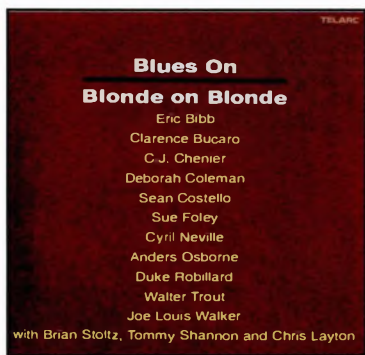 TELARC
Blues On
Blonde on Blonde
Eric Bibb
Clarence Bucaro
C.J. Chenier
Deborah Coleman
Sean Costello
Sue Foley
Cyril Neville
Anders Osborne
Duke Robillard
Walter Trout
Joe Louis Walker
with Brian Stoltz, Tommy Shannon and Chris Layton